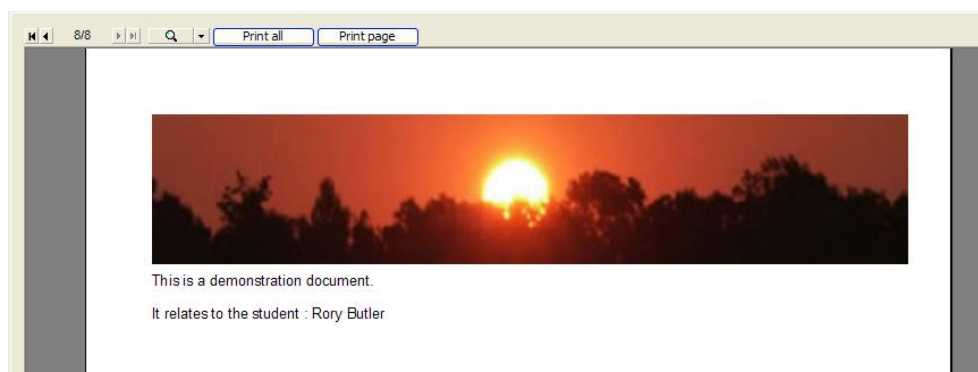 8/8 Print all Print page
This is a demonstration document.
It relates to the student : Rory Butler